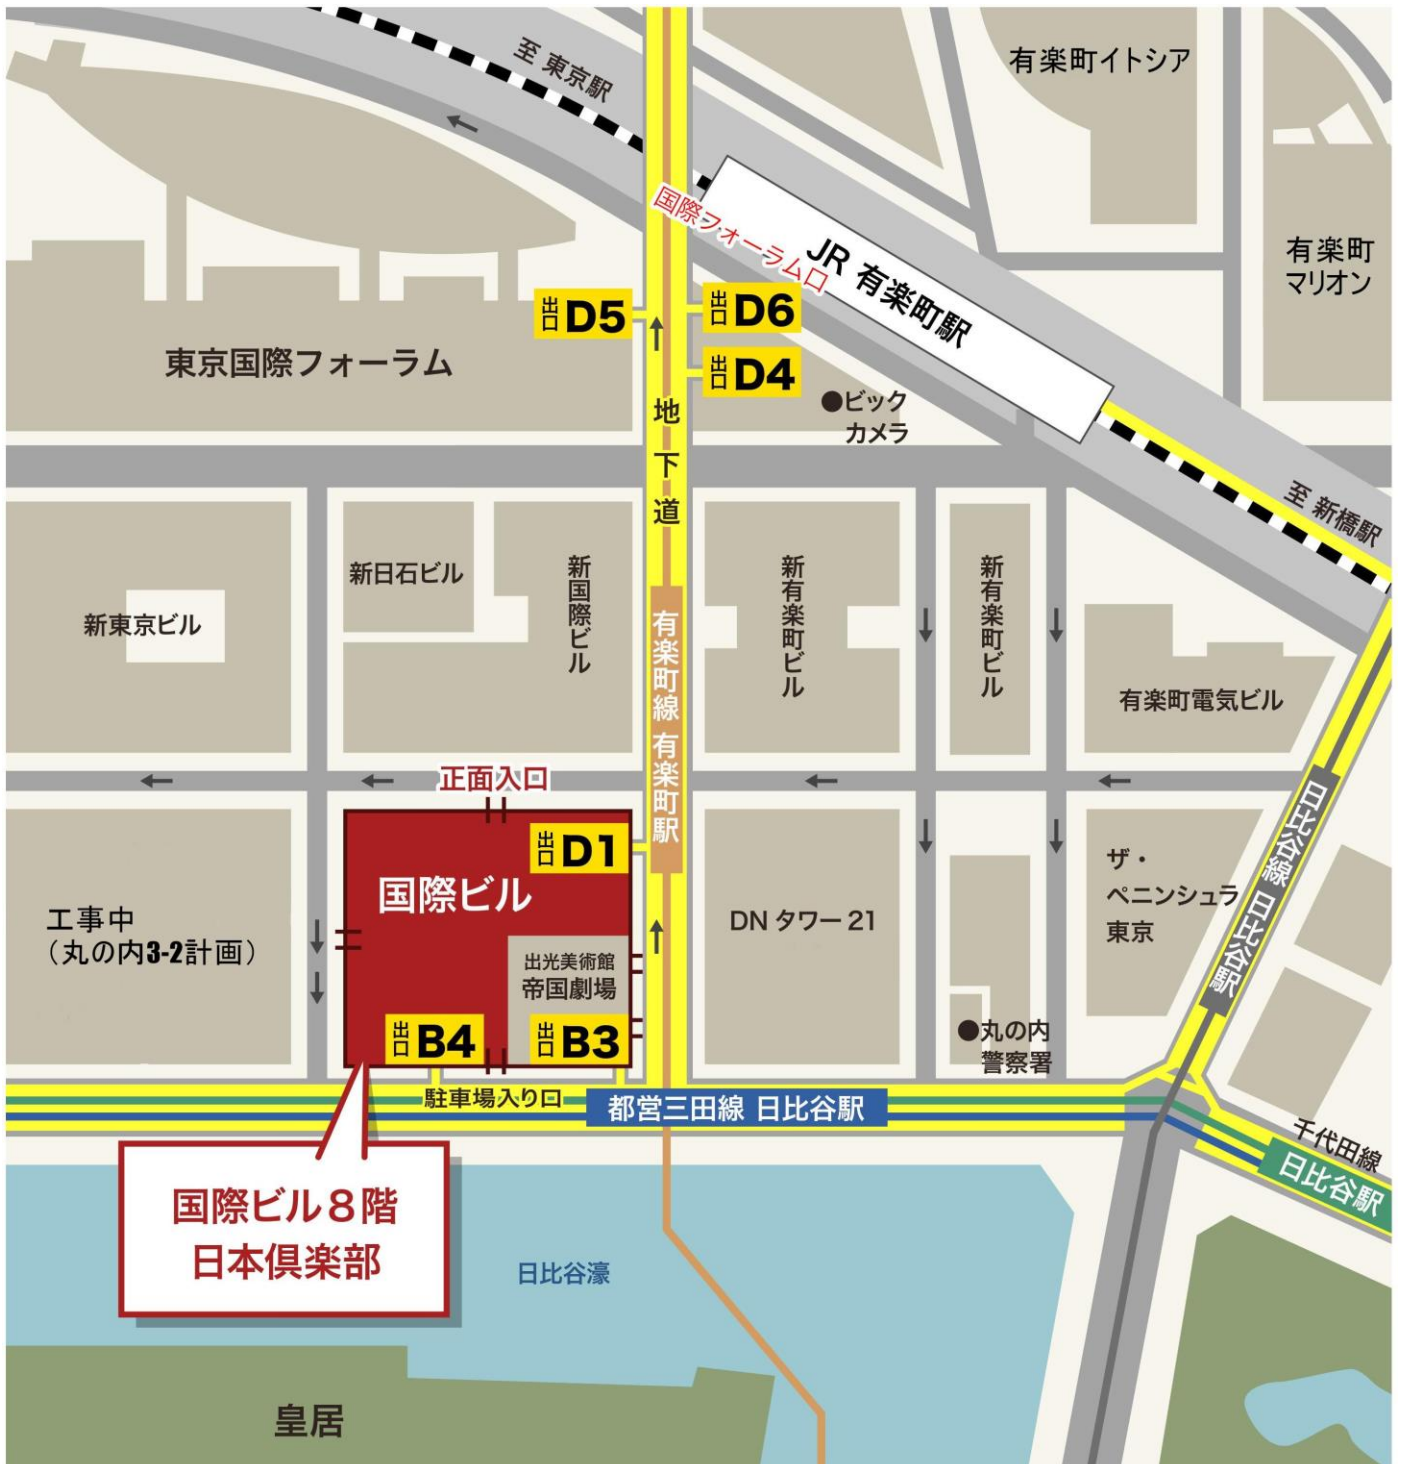 至 東京駅
有楽町イトシア
国際フォーラム口
JR 有楽町駅
有楽町
マリオン
出口 D5
出口 D6
東京国際フォーラム
出口 D4
●ビック
カメラ
地下道
至 新橋駅
新東京ビル
新日石ビル
新国際ビル
有楽町線 有楽町駅
新有楽町ビル
新有楽町ビル
有楽町電気ビル
正面入口
日比谷線 日比谷駅
出口 D1
国際ビル
工事中
(丸の内3-2計画)
出光美術館
帝国劇場
DN タワー 21
ザ・
ペニンシュラ
東京
出口 B4
出口 B3
●丸の内
警察署
駐車場入り口
都営三田線 日比谷駅
千代田線
日比谷駅
国際ビル8階
日本倶楽部
日比谷濠
皇居